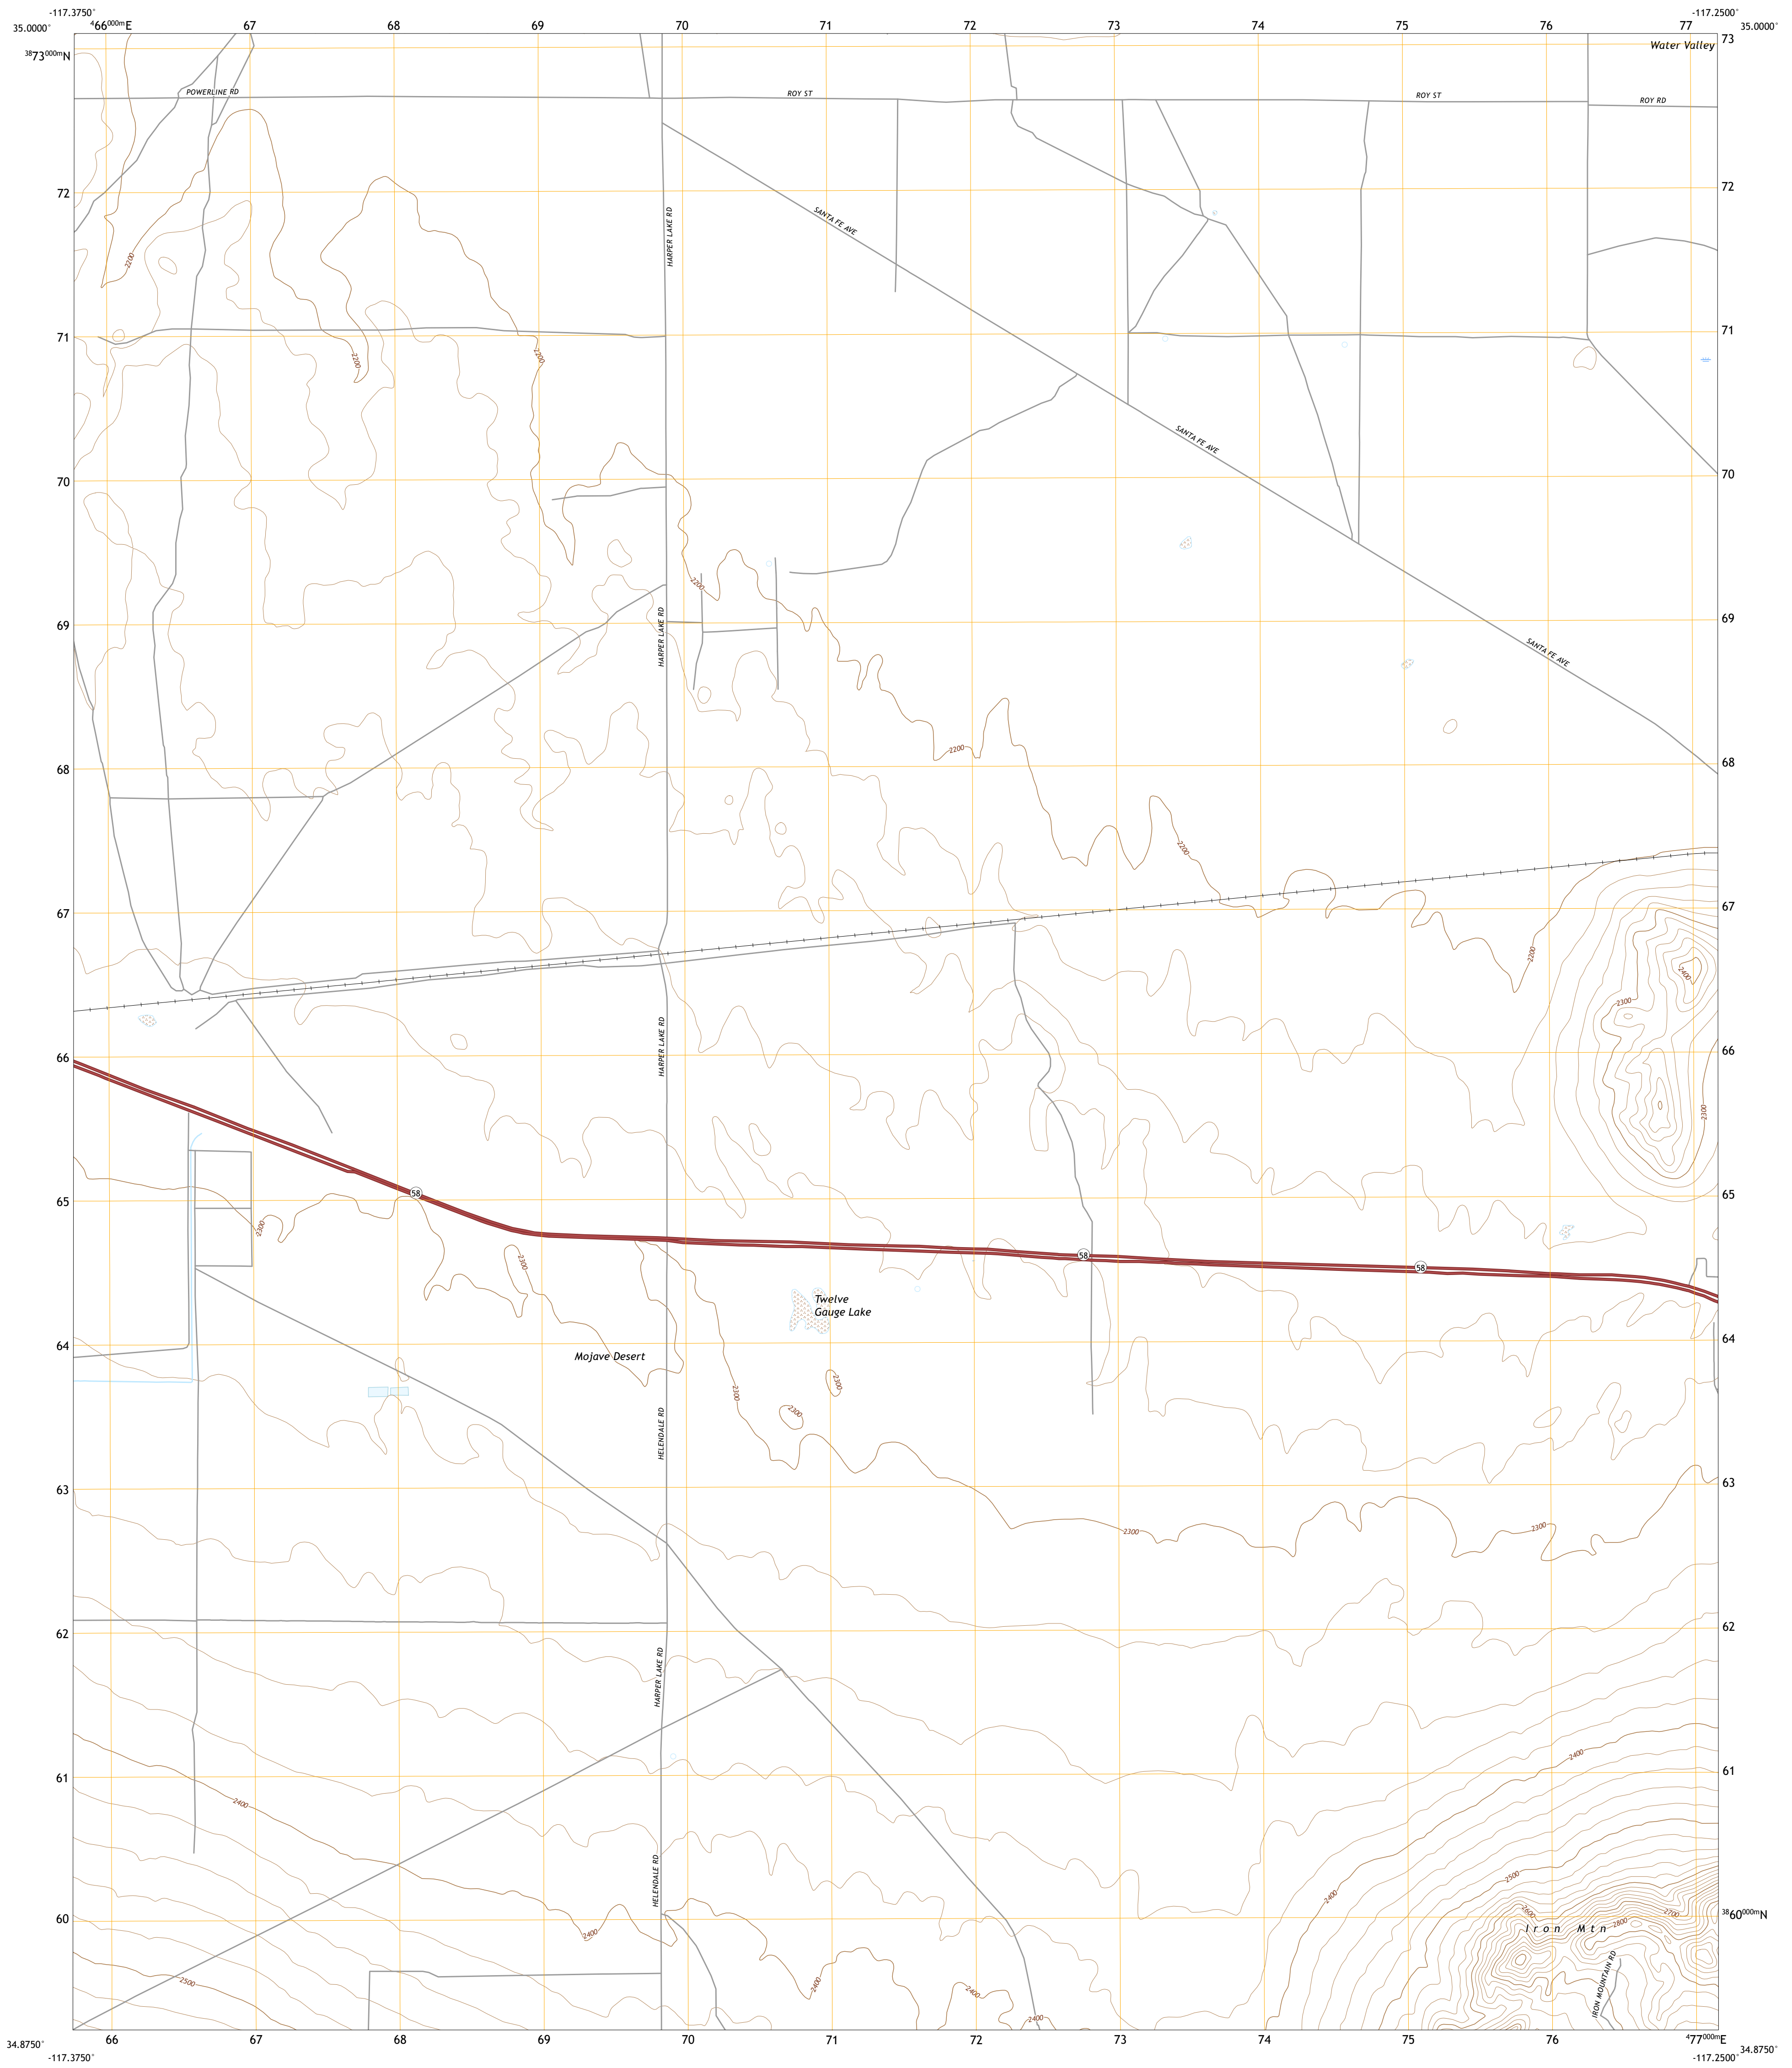 -117.3750°
-117.2500°
35.0000°
⁴66⁰⁰⁰ᵐE 67 68 69 70 71 72 73 74 75 76 77
35.0000°
³⁸73⁰⁰⁰ᵐN
73
Water Valley
POWERLINE RD
ROY ST
ROY ST
ROY RD
72
72
HARPER LAKE RD
SANTA FE AVE
2200
71
71
2200
2200
SANTA FE AVE
70
70
2200
69
69
HARPER LAKE RD
SANTA FE AVE
2200
68
68
2200
67
67
2200
2400
2300
HARPER LAKE RD
66
66
2300
65
65
58
2300
2300
58
58
Twelve
Gauge Lake
64
64
Mojave Desert
2300
2300
2300
HELENDALE RD
63
63
2300
2300
62
62
HARPER LAKE RD
2400
61
61
2400
HELENDALE RD
2500
2400
60
2600
2700
2800
³⁸60⁰⁰⁰ᵐN
Iron Mtn
2400
2500
2400
2400
2400
IRON MOUNTAIN RD
34.8750°
66 67 68 69 70 71 72 73 74 75 76 ⁴77⁰⁰⁰ᵐE
34.8750°
-117.3750°
-117.2500°